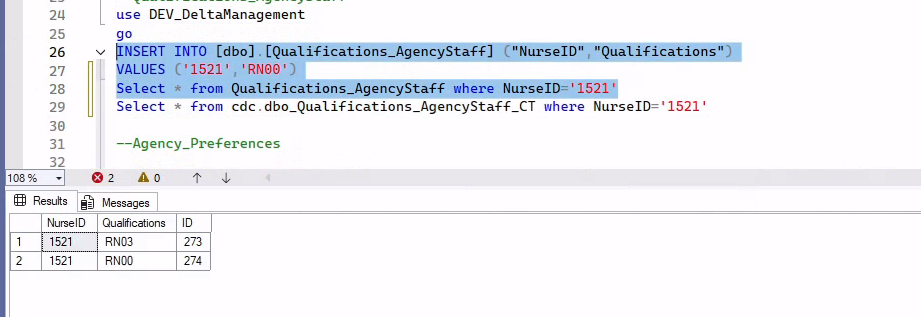 24 use DEV_DeltaManagement
25 go
26 INSERT INTO [dbo].[Qualifications_AgencyStaff] ("NurseID","Qualifications")
27 VALUES ('1521','RN00')
28 Select * from Qualifications_AgencyStaff where NurseID='1521'
29 Select * from cdc.dbo_Qualifications_AgencyStaff_CT where NurseID='1521'
30
31 --Agency_Preferences
32
108 % 2 0
Results Messages
NurseID Qualifications ID
1 1521 RN03 273
2 1521 RN00 274